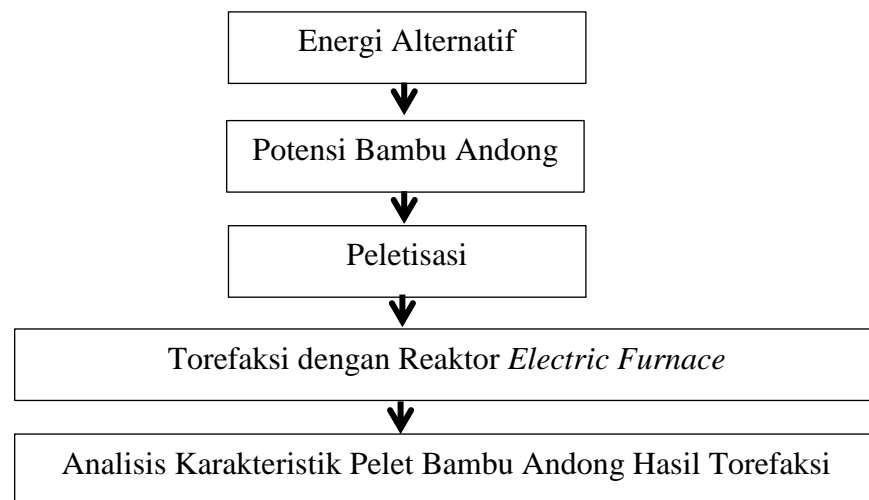 Energi Alternatif
Potensi Bambu Andong
Peletisasi
Torefaksi dengan Reaktor Electric Furnace
Analisis Karakteristik Pelet Bambu Andong Hasil Torefaksi